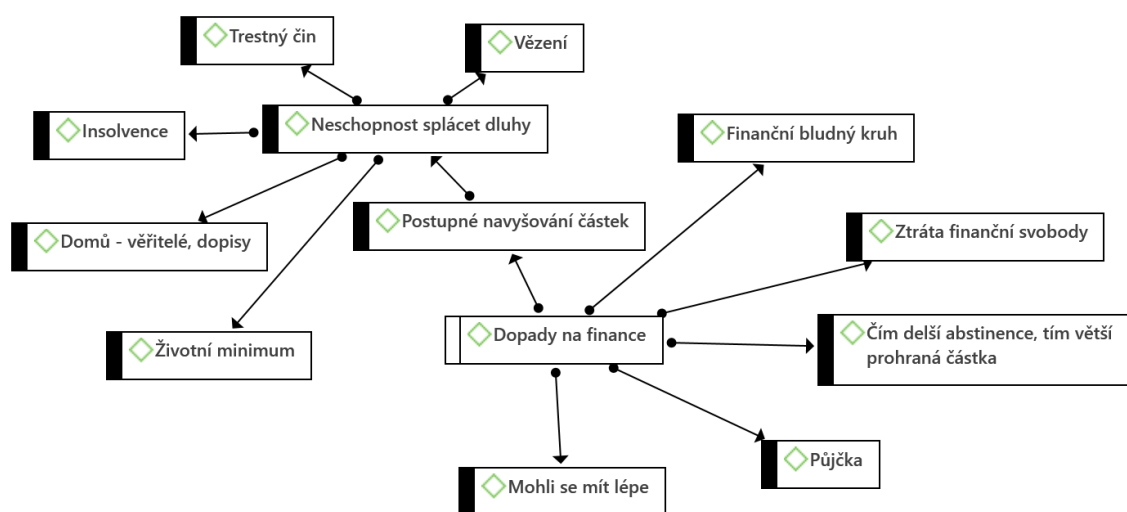 Trestný čin
Vězení
Insolvence
Neschopnost splácet dluhy
Finanční bludný kruh
Domů - věřitelé, dopisy
Postupné navyšování částek
Ztráta finanční svobody
Životní minimum
Dopady na finance
Čím delší abstinence, tím větší
prohraná částka
Půjčka
Mohli se mít lépe